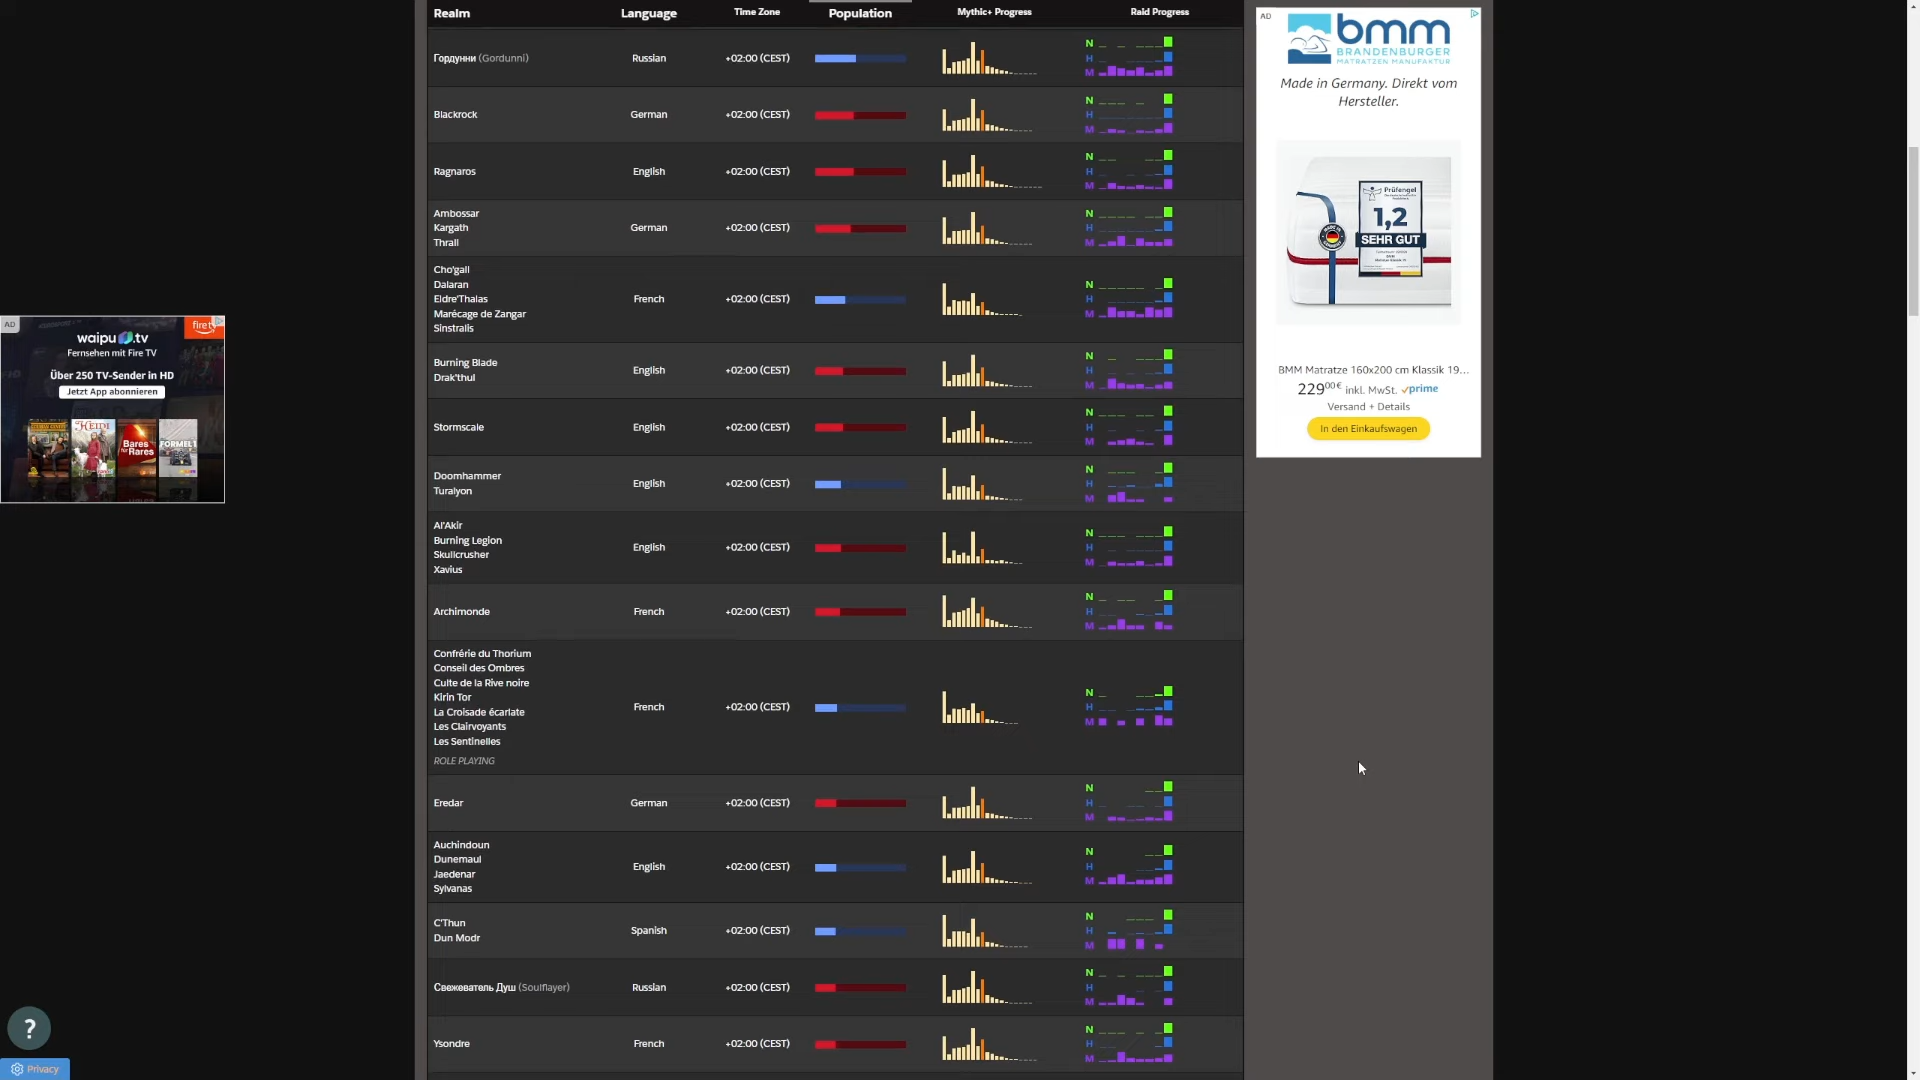 Realm Language Time Zone Population Mythic+ Progress Raid Progress
Гордунни (Gordunni) Russian +02:00 (CEST) N H M
Blackrock German +02:00 (CEST) N H M
Ragnaros English +02:00 (CEST) N H M
Ambossar
Kargath German +02:00 (CEST) N H M
Thrall
Cho'gall
Dalaran
Eldre'Thalas French +02:00 (CEST) N H M
Marécage de Zangar
Sinstralis
Burning Blade
Drak'thul English +02:00 (CEST) N H M
Stormscale English +02:00 (CEST) N H M
Doomhammer
Turalyon English +02:00 (CEST) N H M
Al'Akir
Burning Legion
Skullcrusher English +02:00 (CEST) N H M
Xavius
Archimonde French +02:00 (CEST) N H M
Confrérie du Thorium
Conseil des Ombres
Culte de la Rive noire
Kirin Tor French +02:00 (CEST) N H M
La Croisade écarlate
Les Clairvoyants
Les Sentinelles
ROLE PLAYING
Eredar German +02:00 (CEST) N H M
Auchindoun
Dunemaul
Jaedenar English +02:00 (CEST) N H M
Sylvanas
C'Thun
Dun Modr Spanish +02:00 (CEST) N H M
Свежеватель Душ (Soulflayer) Russian +02:00 (CEST) N H M
Ysondre French +02:00 (CEST) N H M
AD
bmm
BRANDENBURGER
MATRATZEN MANUFAKTUR
Made in Germany. Direkt vom
Hersteller.
Prüfengel
1,2
SEHR GUT
BMM Matratze 160x200 cm Klassik 19...
229,00€ inkl. MwSt. prime
Versand + Details
In den Einkaufswagen
AD
fire
waipu.tv
Fernsehen mit Fire TV
Über 250 TV-Sender in HD
Jetzt App abonnieren
HEIDI
Bares
für Rares
FORMEL 1
?
Privacy